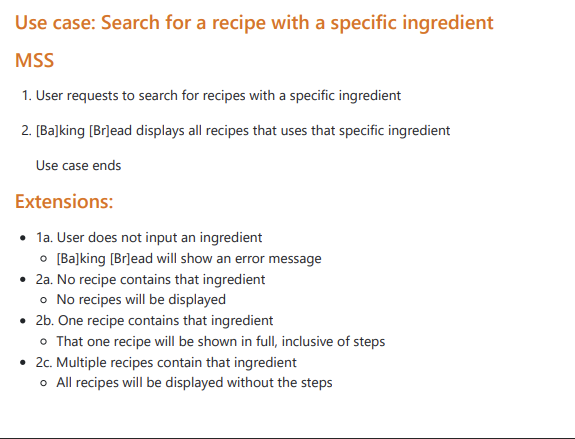 Use case: Search for a recipe with a specific ingredient
MSS
1. User requests to search for recipes with a specific ingredient
2. [Ba]king [Br]ead displays all recipes that uses that specific ingredient
Use case ends
Extensions:
• 1a. User does not input an ingredient
◦ [Ba]king [Br]ead will show an error message
• 2a. No recipe contains that ingredient
◦ No recipes will be displayed
• 2b. One recipe contains that ingredient
◦ That one recipe will be shown in full, inclusive of steps
• 2c. Multiple recipes contain that ingredient
◦ All recipes will be displayed without the steps